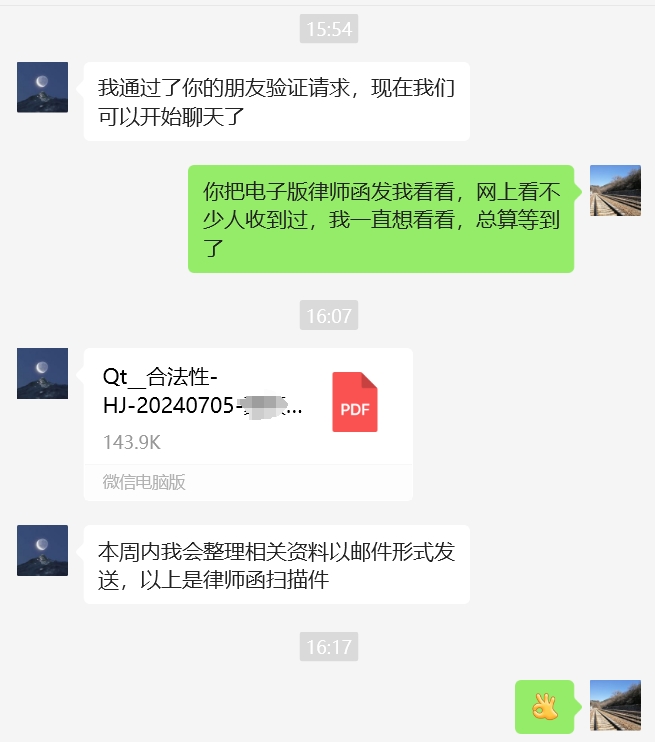 15:54
我通过了你的朋友验证请求，现在我们
可以开始聊天了
你把电子版律师函发我看看，网上看不
少人收到过，我一直想看看，总算等到
了
16:07
Qt__合法性-
HJ-20240705-...
PDF
143.9K
微信电脑版
本周内我会整理相关资料以邮件形式发
送，以上是律师函扫描件
16:17